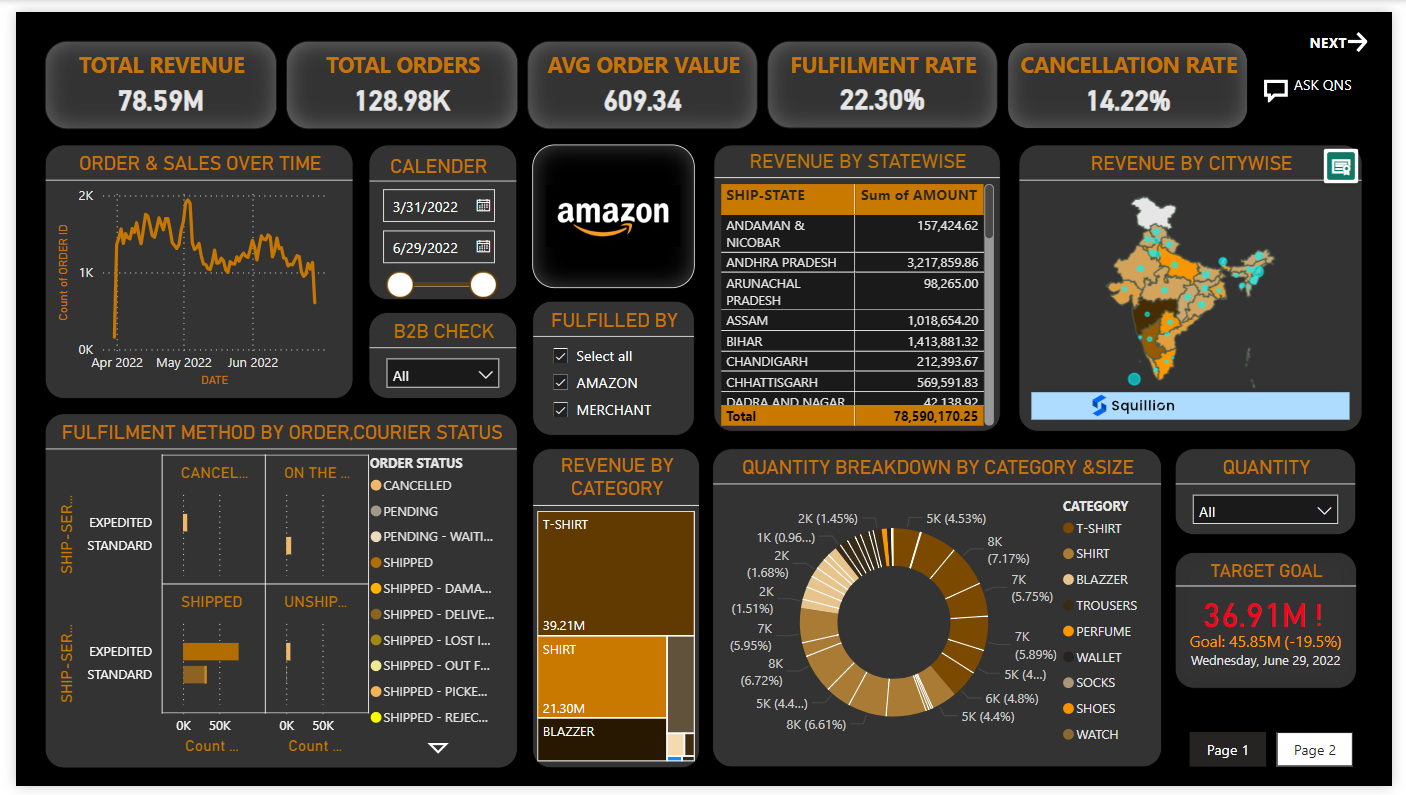 TOTAL REVENUE
78.59M
TOTAL ORDERS
128.98K
AVG ORDER VALUE
609.34
FULFILMENT RATE
22.30%
CANCELLATION RATE
14.22%
NEXT
ASK QNS
ORDER & SALES OVER TIME
2K
1K
0K
Count of ORDER ID
Apr 2022
May 2022
Jun 2022
DATE
CALENDER
3/31/2022
6/29/2022
B2B CHECK
All
amazon
FULFILLED BY
Select all
AMAZON
MERCHANT
REVENUE BY STATEWISE
SHIP-STATE Sum of AMOUNT
ANDAMAN & NICOBAR 157,424.62
ANDHRA PRADESH 3,217,859.86
ARUNACHAL PRADESH 98,265.00
ASSAM 1,018,654.20
BIHAR 1,413,881.32
CHANDIGARH 212,393.67
CHHATTISGARH 569,591.83
DADRA AND NAGAR 42,138.92
Total 78,590,170.25
REVENUE BY CITYWISE
Squillion
FULFILMENT METHOD BY ORDER,COURIER STATUS
SHIP-SER...
CANCEL...
ON THE ...
EXPEDITED
STANDARD
SHIP-SER...
SHIPPED
UNSHIP...
EXPEDITED
STANDARD
0K 50K
0K 50K
Count ...
Count ...
ORDER STATUS
CANCELLED
PENDING
PENDING - WAITI...
SHIPPED
SHIPPED - DAMA...
SHIPPED - DELIVE...
SHIPPED - LOST I...
SHIPPED - OUT F...
SHIPPED - PICKE...
SHIPPED - REJEC...
REVENUE BY
CATEGORY
T-SHIRT
39.21M
SHIRT
21.30M
BLAZZER
QUANTITY BREAKDOWN BY CATEGORY &SIZE
5K (4.53%)
8K
(7.17%)
7K
(5.75%)
7K
(5.89%)
5K (4...)
6K (4.8%)
5K (4.4%)
8K (6.61%)
5K (4.4...)
8K
(6.72%)
7K
(5.95%)
2K
(1.51%)
2K
(1.68%)
1K (0.96...)
2K (1.45%)
CATEGORY
T-SHIRT
SHIRT
BLAZZER
TROUSERS
PERFUME
WALLET
SOCKS
SHOES
WATCH
QUANTITY
All
TARGET GOAL
36.91M !
Goal: 45.85M (-19.5%)
Wednesday, June 29, 2022
Page 1
Page 2